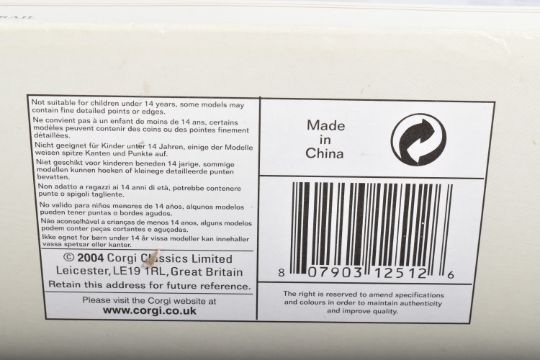 Not suitable for children under 14 years, some models may
contain fine detailed points or edges.
Ne convient pas à un enfant de moins de 14 ans, certains
modèles peuvent contenir des coins ou des pointes finement
détaillées.
Nicht geeignet für Kinder unter 14 Jahren, einige der Modelle
weisen spitze Kanten und Punkte auf.
Niet geschikt voor kinderen beneden 14 jarige, sommige
modellen kunnen hoeken of kleinege detailleerde punten
bevatten.
Non adatto a ragazzi ai 14 anni di età, potrebbe contenere
punto e spigoli tagliente.
No valido para niños menores de 14 años, alqunos modelos
pueden tener puntas o bordes agudos.
Não aconselhável a crianças de menos de 14 anos, alguns modelos
podem conter peças cortantes o aguçados.
Ikke egnet for børn under 14 år vissa modeller kan innehaller
vassa spetser eller kanter.
© 2004 Corgi Classics Limited
Leicester, LE19 1RL, Great Britain
Retain this address for future reference.
Please visit the Corgi website at
www.corgi.co.uk
Made
in
China
8 07903 12512 6
The right is reserved to amend specifications
and colours in order to maintain authenticity
and improve quality.